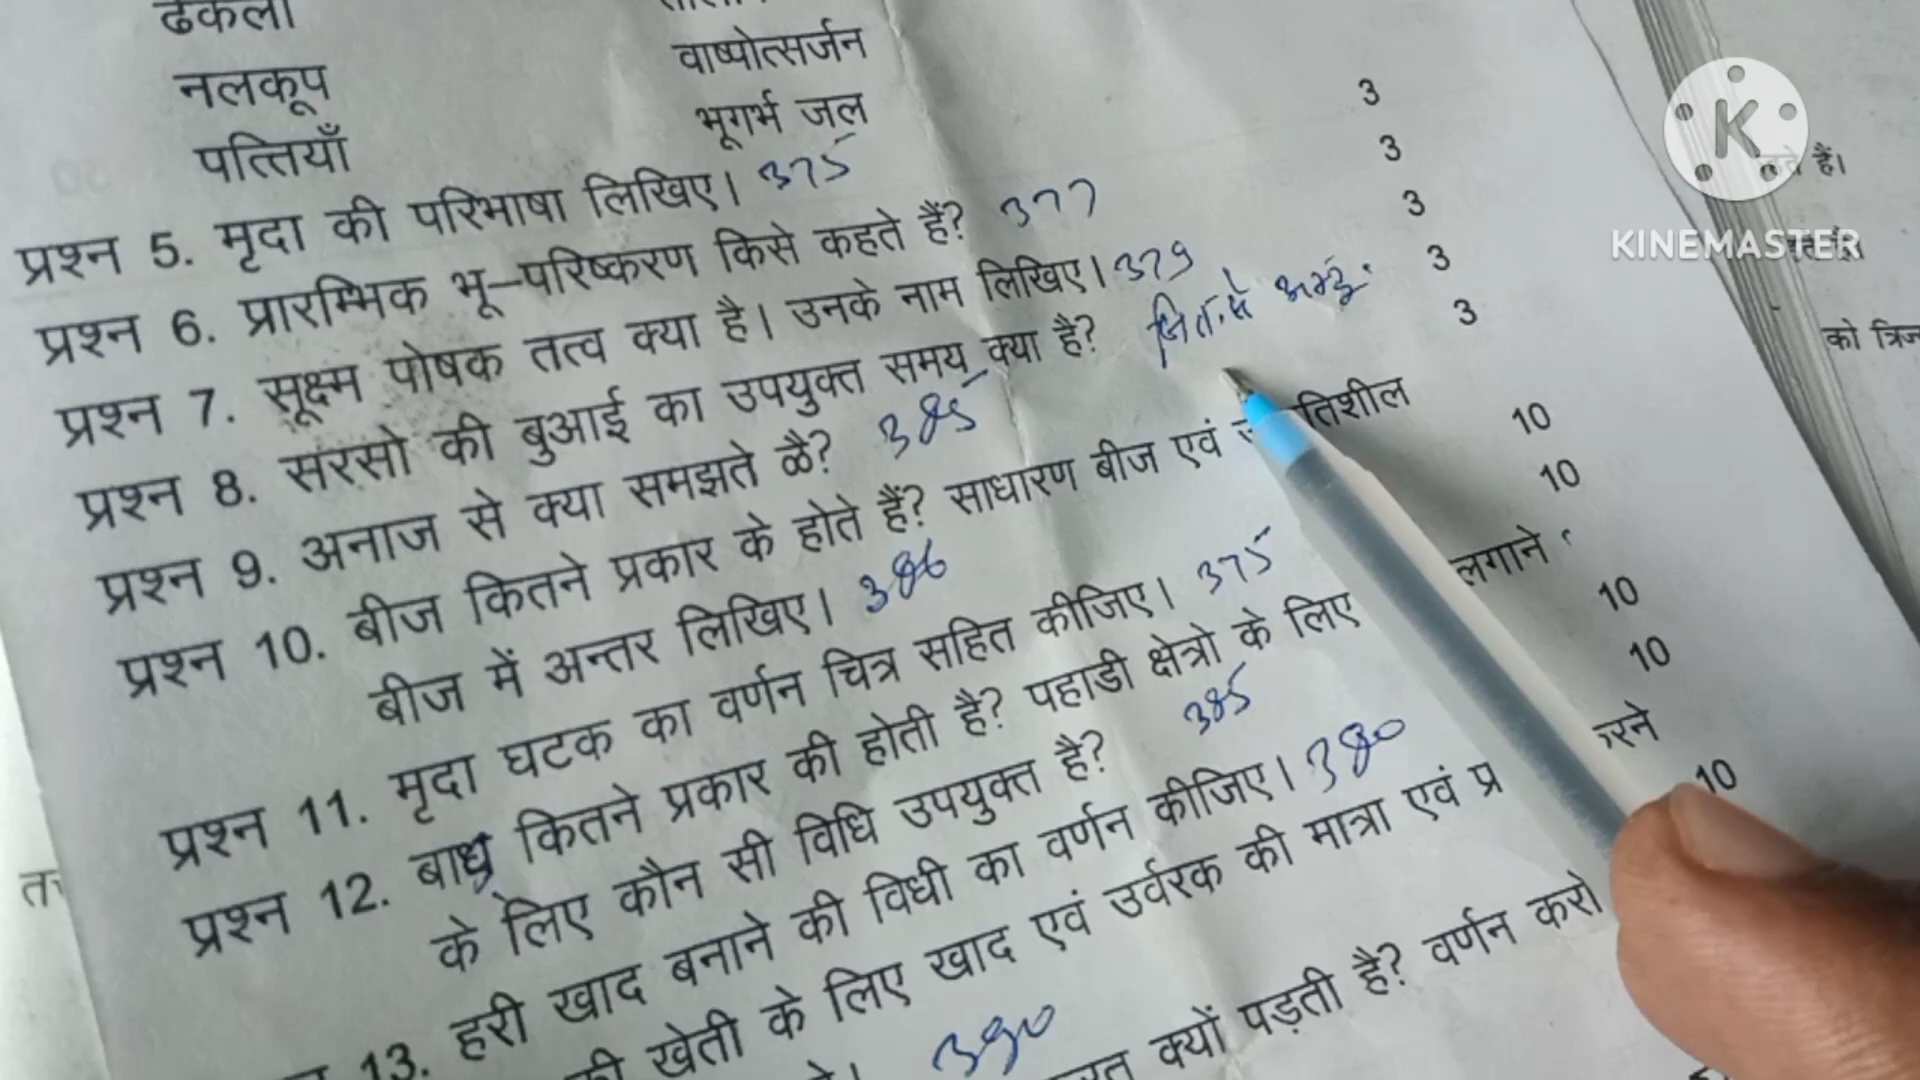 ढेकली
नलकूप वाष्पोत्सर्जन
पत्तियाँ भूगर्भ जल
प्रश्न 5. मृदा की परिभाषा लिखिए। 375 3
प्रश्न 6. प्रारम्भिक भू–परिष्करण किसे कहते हैं? 377 3
प्रश्न 7. सूक्ष्म पोषक तत्व क्या है। उनके नाम लिखिए। 379 3
प्रश्न 8. सरसो की बुआई का उपयुक्त समय क्या है? 3
प्रश्न 9. अनाज से क्या समझते ळै? 385 3
प्रश्न 10. बीज कितने प्रकार के होते हैं? साधारण बीज एवं
बीज में अन्तर लिखिए। 386 10
प्रश्न 11. मृदा घटक का वर्णन चित्र सहित कीजिए। 375 10
प्रश्न 12. बाध कितने प्रकार की होती है? पहाडी क्षेत्रो के लिए लगाने
के लिए कौन सी विधि उपयुक्त है? 385 10
13. हरी खाद बनाने की विधी का वर्णन कीजिए। 380 10
की खेती के लिए खाद एवं उर्वरक की मात्रा एवं
390 10
क्यों पड़ती है? वर्णन करो
K
KINEMASTER
हैं।
को